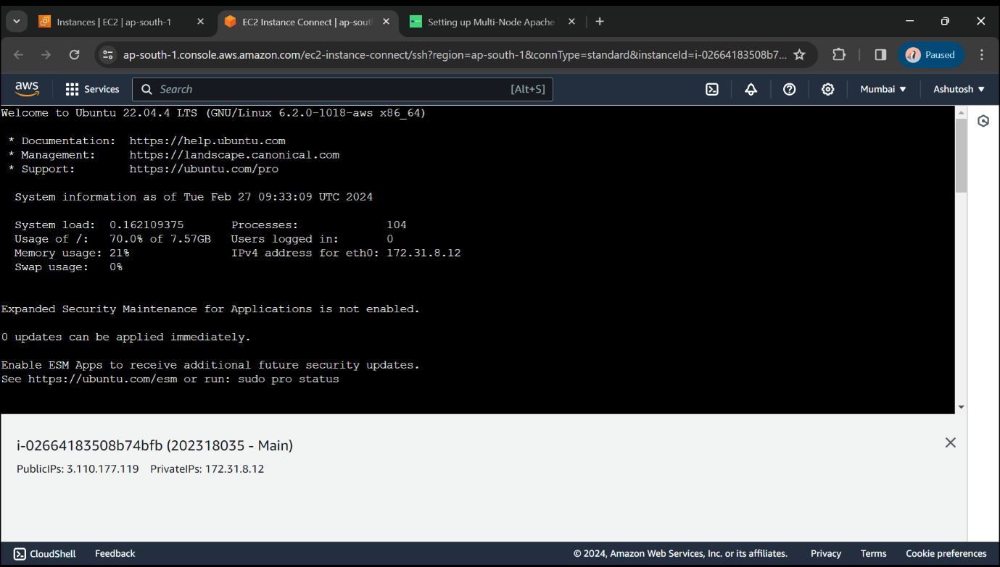 Instances | EC2 | ap-south-1
EC2 Instance Connect | ap-sout
Setting up Multi-Node Apache
ap-south-1.console.aws.amazon.com/ec2-instance-connect/ssh?region=ap-south-1&connType=standard&instanceId=i-02664183508b7...
Paused
aws
Services
Search
[Alt+S]
Mumbai
Ashutosh
Welcome to Ubuntu 22.04.4 LTS (GNU/Linux 6.2.0-1018-aws x86_64)
* Documentation: https://help.ubuntu.com
* Management: https://landscape.canonical.com
* Support: https://ubuntu.com/pro
System information as of Tue Feb 27 09:33:09 UTC 2024
System load: 0.162109375 Processes: 104
Usage of /: 70.0% of 7.57GB Users logged in: 0
Memory usage: 21% IPv4 address for eth0: 172.31.8.12
Swap usage: 0%
Expanded Security Maintenance for Applications is not enabled.
0 updates can be applied immediately.
Enable ESM Apps to receive additional future security updates.
See https://ubuntu.com/esm or run: sudo pro status
i-02664183508b74bfb (202318035 - Main)
PublicIPs: 3.110.177.119 PrivateIPs: 172.31.8.12
CloudShell Feedback © 2024, Amazon Web Services, Inc. or its affiliates. Privacy Terms Cookie preferences